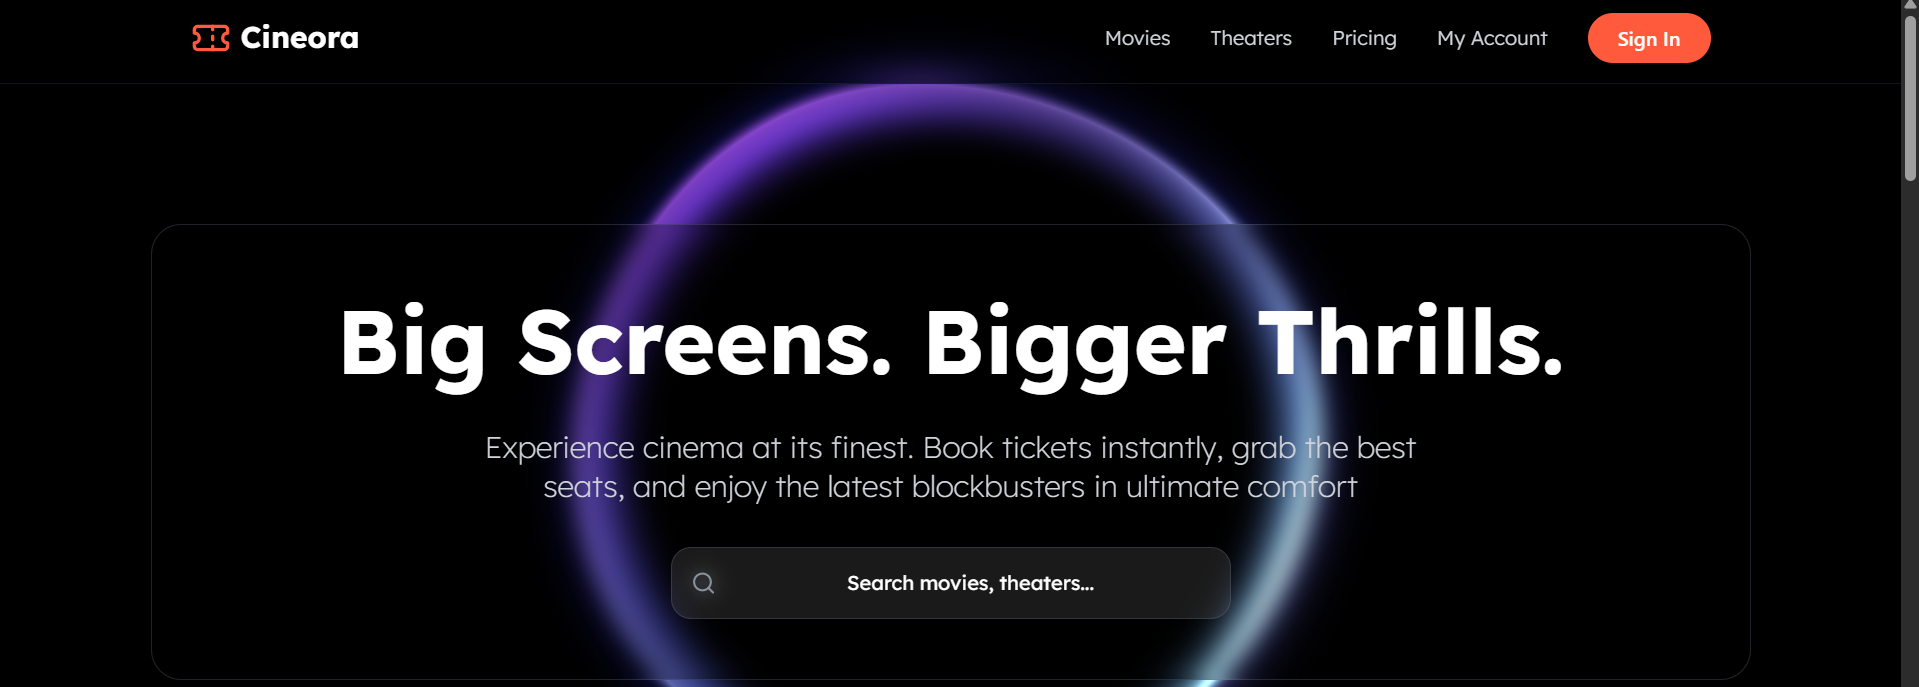 Cineora
Movies
Theaters
Pricing
My Account
Sign In
Big Screens. Bigger Thrills.
Experience cinema at its finest. Book tickets instantly, grab the best
seats, and enjoy the latest blockbusters in ultimate comfort
Search movies, theaters...